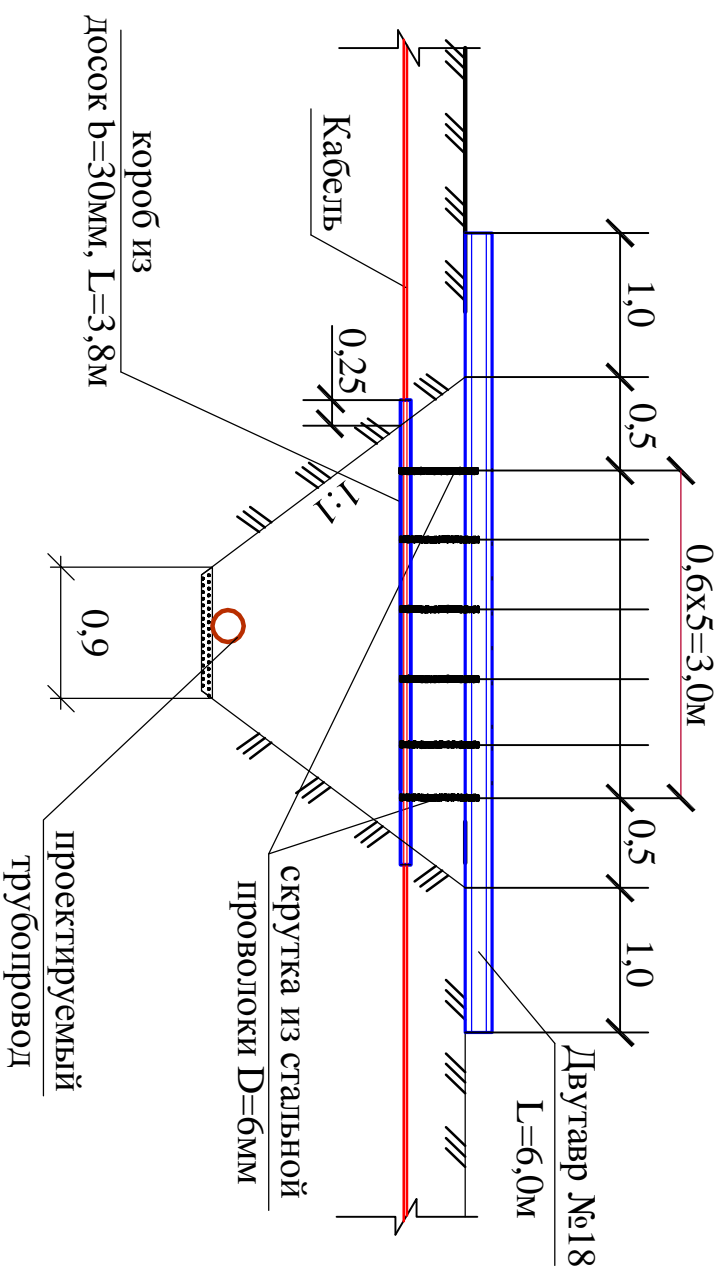 0,6х5=3,0м
1,0
0,5
0,5
1,0
Двутавр №18
L=6,0м
Кабель
0,25
короб из
досок b=30мм, L=3,8м
1:1
скрутка из стальной
проволоки D=6мм
0,9
проектируемый
трубопровод